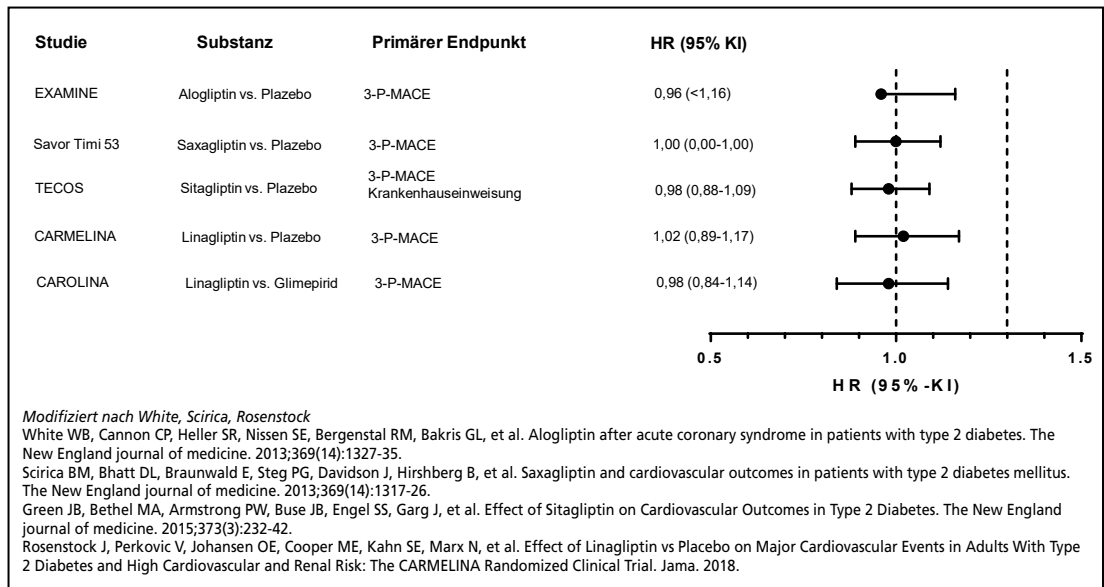 Studie Substanz Primärer Endpunkt HR (95% KI)
EXAMINE Alogliptin vs. Plazebo 3-P-MACE 0,96 (<1,16)
Savor Timi 53 Saxagliptin vs. Plazebo 3-P-MACE 1,00 (0,00-1,00)
TECOS Sitagliptin vs. Plazebo 3-P-MACE
Krankenhauseinweisung 0,98 (0,88-1,09)
CARMELINA Linagliptin vs. Plazebo 3-P-MACE 1,02 (0,89-1,17)
CAROLINA Linagliptin vs. Glimepirid 3-P-MACE 0,98 (0,84-1,14)
0.5 1.0 1.5
HR (95%-KI)
Modifiziert nach White, Scirica, Rosenstock
White WB, Cannon CP, Heller SR, Nissen SE, Bergenstal RM, Bakris GL, et al. Alogliptin after acute coronary syndrome in patients with type 2 diabetes. The
New England journal of medicine. 2013;369(14):1327-35.
Scirica BM, Bhatt DL, Braunwald E, Steg PG, Davidson J, Hirshberg B, et al. Saxagliptin and cardiovascular outcomes in patients with type 2 diabetes mellitus.
The New England journal of medicine. 2013;369(14):1317-26.
Green JB, Bethel MA, Armstrong PW, Buse JB, Engel SS, Garg J, et al. Effect of Sitagliptin on Cardiovascular Outcomes in Type 2 Diabetes. The New England
journal of medicine. 2015;373(3):232-42.
Rosenstock J, Perkovic V, Johansen OE, Cooper ME, Kahn SE, Marx N, et al. Effect of Linagliptin vs Placebo on Major Cardiovascular Events in Adults With Type
2 Diabetes and High Cardiovascular and Renal Risk: The CARMELINA Randomized Clinical Trial. Jama. 2018.